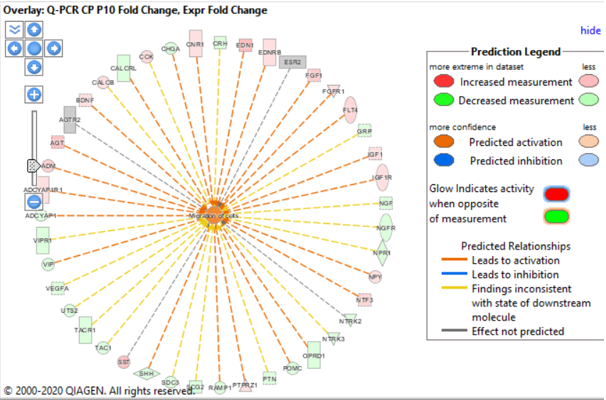 Overlay: Q-PCR CP P10 Fold Change, Expr Fold Change
hide
CHGA
CNR1
CRH
EDN1
EDNRB
ESR2
FGF1
FGFR1
FLT4
GRP
IGF1
IGF1R
NGF
NGFR
NPR1
NPY
NTF3
NTRK2
NTRK3
OPRD1
POMC
PTN
PTPRZ1
RAMP1
SCG2
SDC3
SHH
SST
TAC1
TACR1
UTS2
VEGFA
VIP
VIPR1
ADCYAP1
ADCYAP1R1
ADM
AGT
AGTR2
BDNF
CALCB
CALCRL
CCK
Migration of cells
Prediction Legend
more extreme in dataset less
Increased measurement
Decreased measurement
more confidence less
Predicted activation
Predicted inhibition
Glow Indicates activity
when opposite
of measurement
Predicted Relationships
Leads to activation
Leads to inhibition
Findings inconsistent
with state of downstream
molecule
Effect not predicted
© 2000-2020 QIAGEN. All rights reserved.